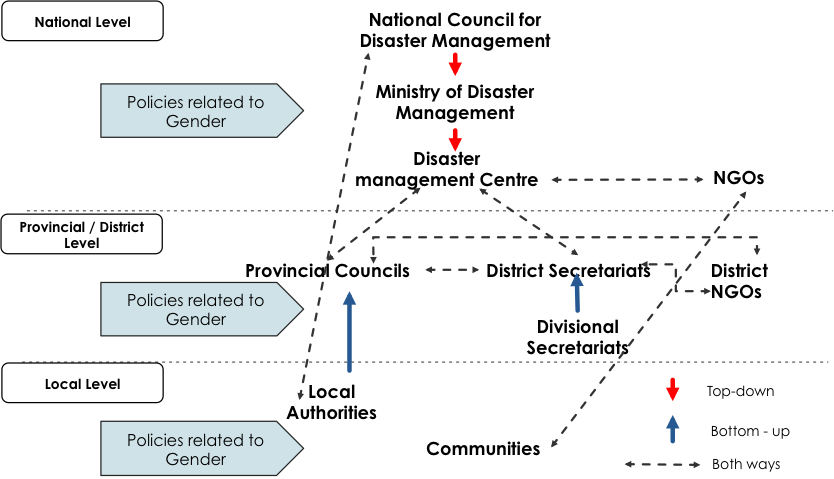 National Level
National Council for
Disaster Management
Policies related to
Gender
Ministry of Disaster
Management
Disaster
management Centre
NGOs
Provincial / District
Level
Provincial Councils
District Secretariats
District
NGOs
Policies related to
Gender
Divisional
Secretariats
Local Level
Local
Authorities
Top-down
Policies related to
Gender
Communities
Bottom - up
Both ways